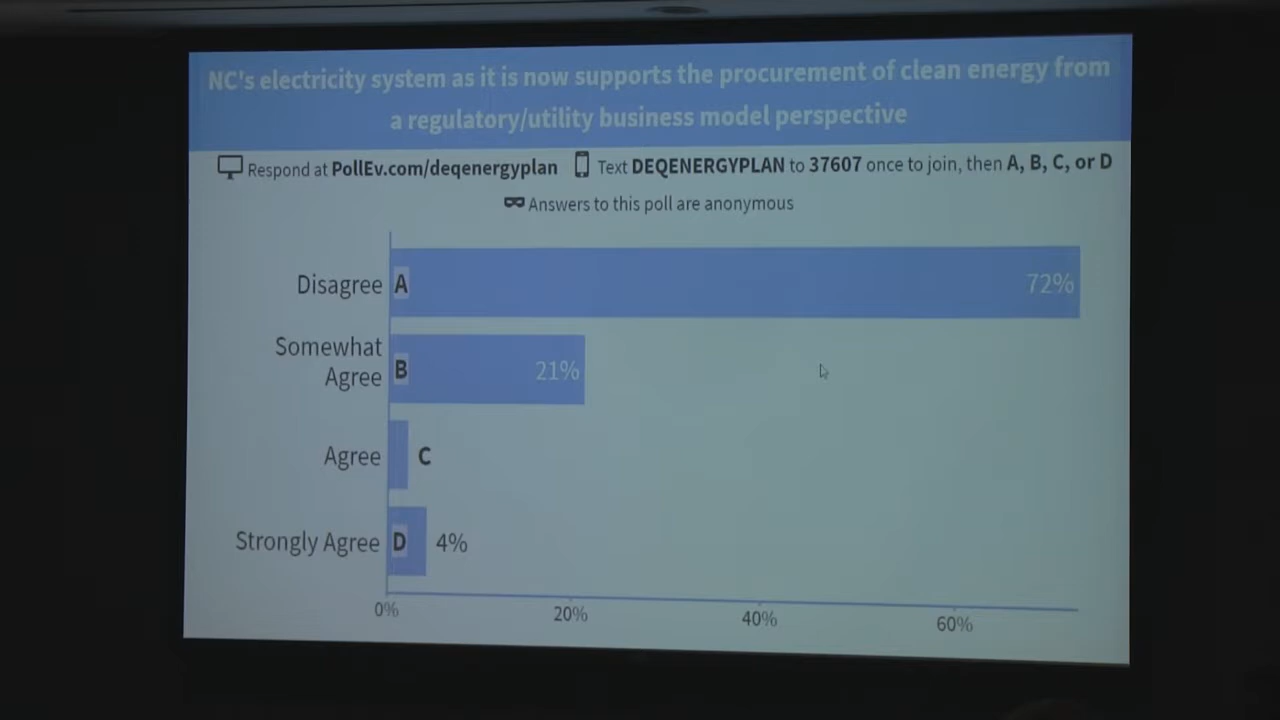 NC's electricity system as it is now supports the procurement of clean energy from
a regulatory/utility business model perspective
Respond at PollEv.com/deqenergyplan Text DEQENERGYPLAN to 37607 once to join, then A, B, C, or D
Answers to this poll are anonymous
Disagree A 72%
Somewhat
Agree B 21%
Agree C
Strongly Agree D 4%
0% 20% 40% 60%